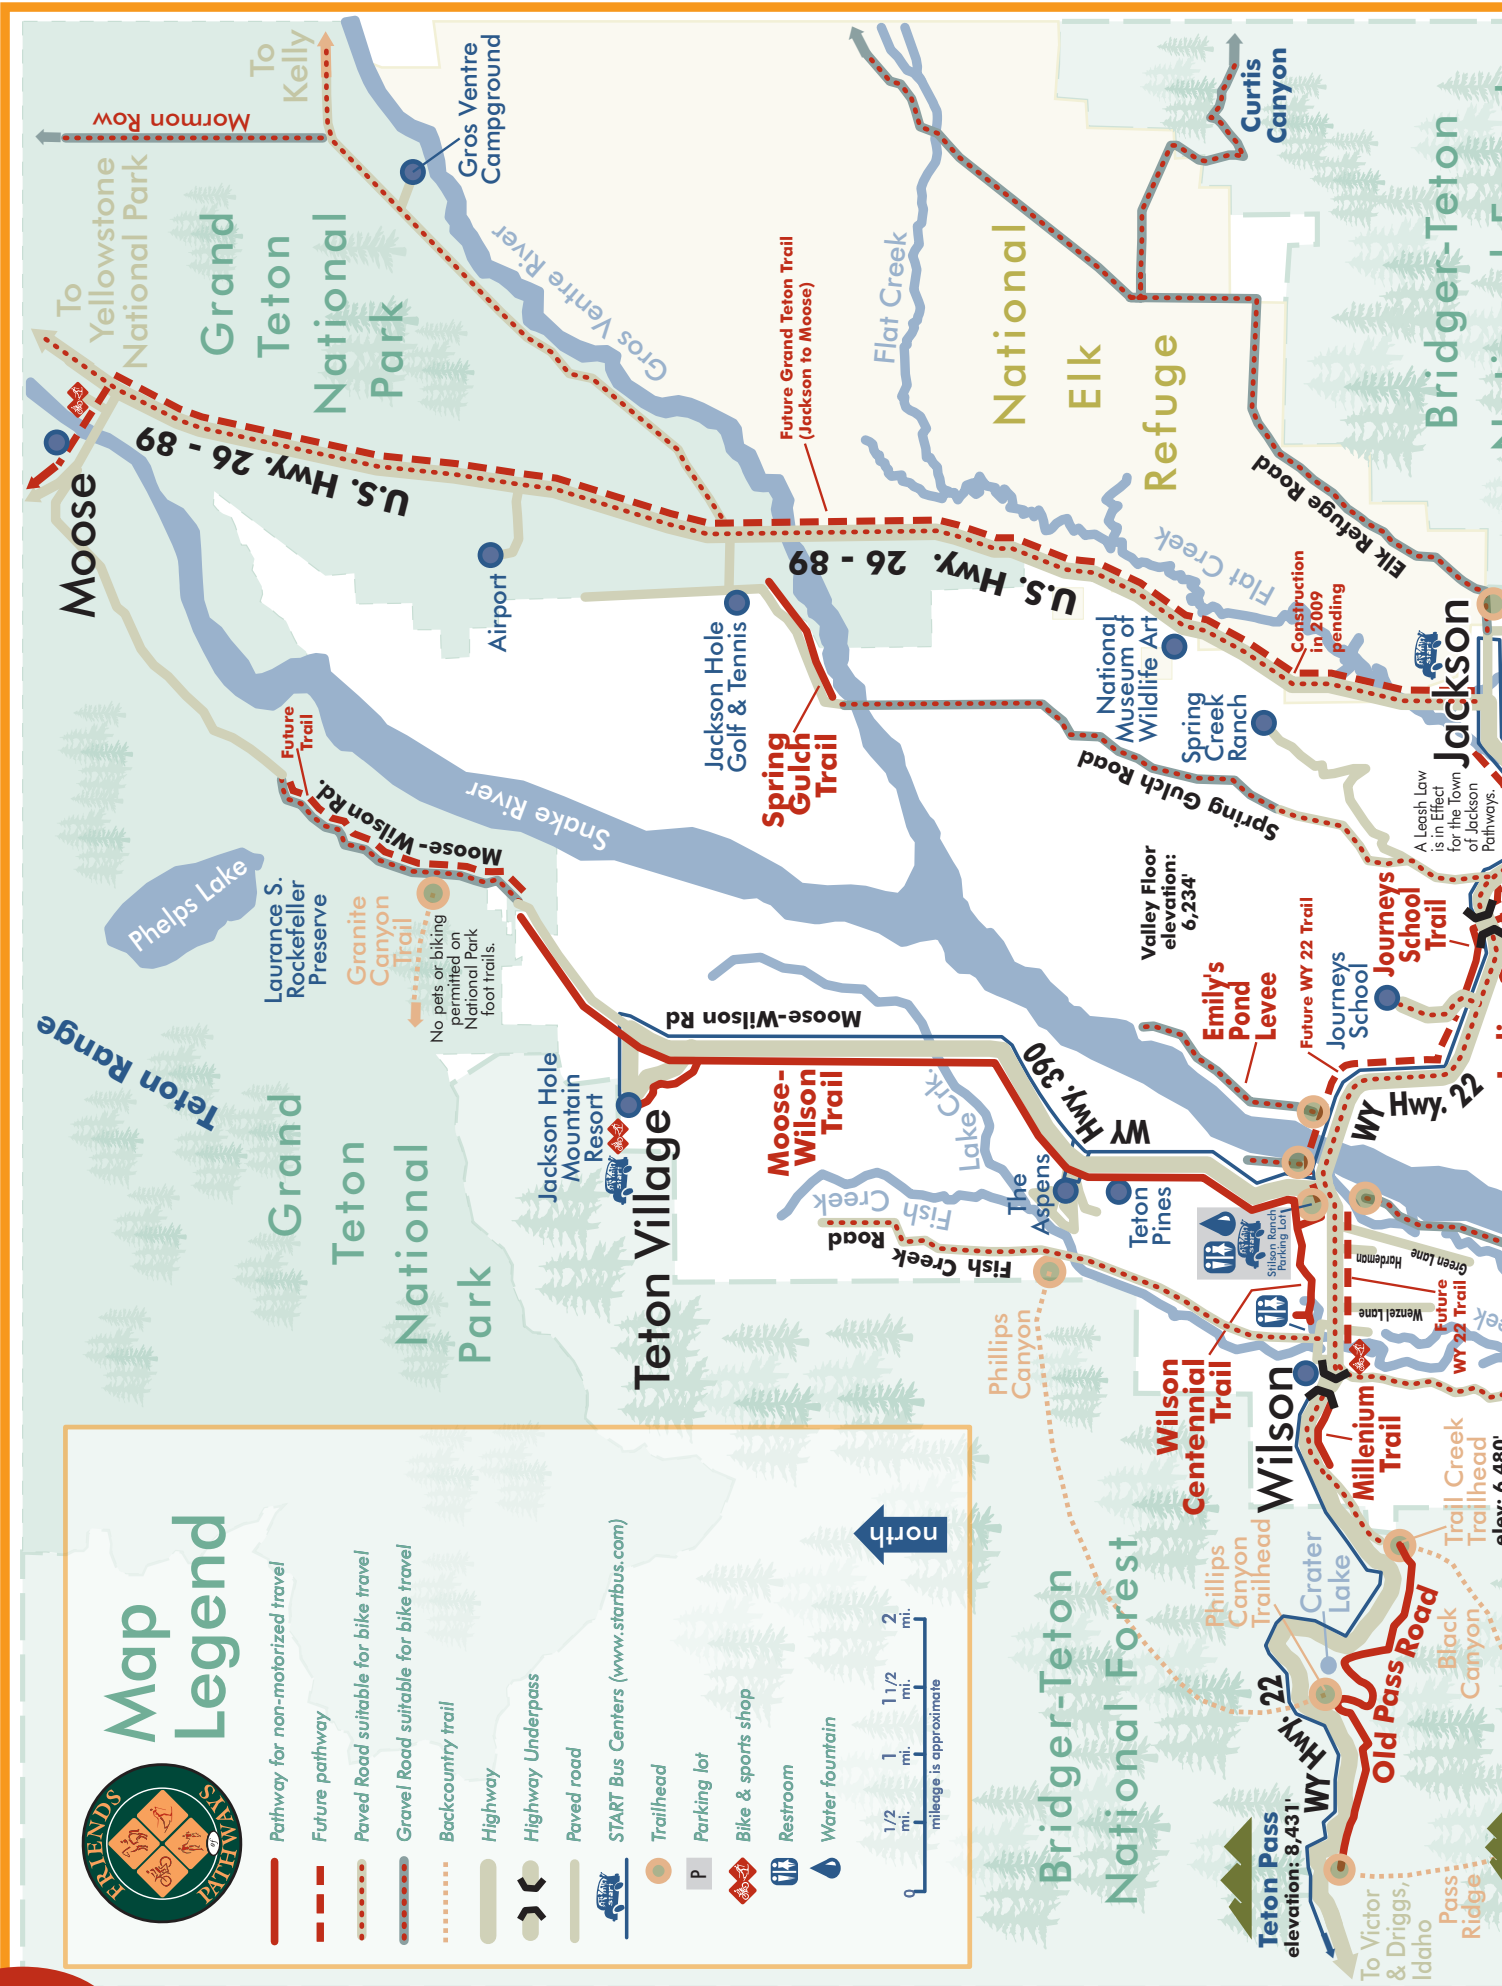 Map
Legend
FRIENDS
of
PATHWAYS
Pathway for non-motorized travel
Future pathway
Paved Road suitable for bike travel
Gravel Road suitable for bike travel
Backcountry trail
Highway
Highway Underpass
Paved road
START Bus Centers (www.startbus.com)
Trailhead
P
Parking lot
Bike & sports shop
Restroom
Water fountain
0
1/2
mi.
1
mi.
1 1/2
mi.
2
mi.
mileage is approximate
north
To
Kelly
Mormon Row
To
Yellowstone
National Park
Grand
Teton
National
Park
Gros Ventre
Campground
Gros Ventre River
Moose
U.S. Hwy. 26 - 89
Airport
Jackson Hole
Golf & Tennis
Future Grand Teton Trail
(Jackson to Moose)
Flat Creek
National
Elk
Refuge
Curtis
Canyon
Bridger-Teton
Elk Refuge Road
U.S. Hwy. 26 - 89
Flat Creek
Construction
in 2009
pending
National
Museum of
Wildlife Art
Spring
Creek
Ranch
Jackson
A Leash Law
is in Effect
for the Town
of Jackson
Pathways.
Spring
Gulch
Trail
Spring Gulch Road
Snake River
Future
Trail
Moose-Wilson Rd.
Phelps Lake
Laurance S.
Rockefeller
Preserve
Granite
Canyon
Trail
No pets or biking
permitted on
National Park
foot trails.
Teton Range
Grand
Teton
National
Park
Jackson Hole
Mountain
Resort
Teton Village
Moose-Wilson Rd
Moose-
Wilson
Trail
WY Hwy. 390
Lake Crk.
Fish Creek
Fish Creek
Road
The
Aspens
Teton
Pines
Valley Floor
elevation:
6,234'
Emily's
Pond
Levee
Future WY 22 Trail
Journeys
School
Journeys
School
Trail
WY Hwy. 22
Stilson Ranch
Parking Lot
Hardeman
Green Lane
Wenzel Lane
Future
WY 22 Trail
Phillips
Canyon
Wilson
Centennial
Trail
Wilson
Millenium
Trail
Trail Creek
Trailhead
elev: 6,480'
Bridger-Teton
National Forest
Phillips
Canyon
Trailhead
Crater
Lake
Black
Canyon
Old Pass Road
WY Hwy. 22
Teton Pass
elevation: 8,431'
To Victor
& Driggs,
Idaho
Pass
Ridge